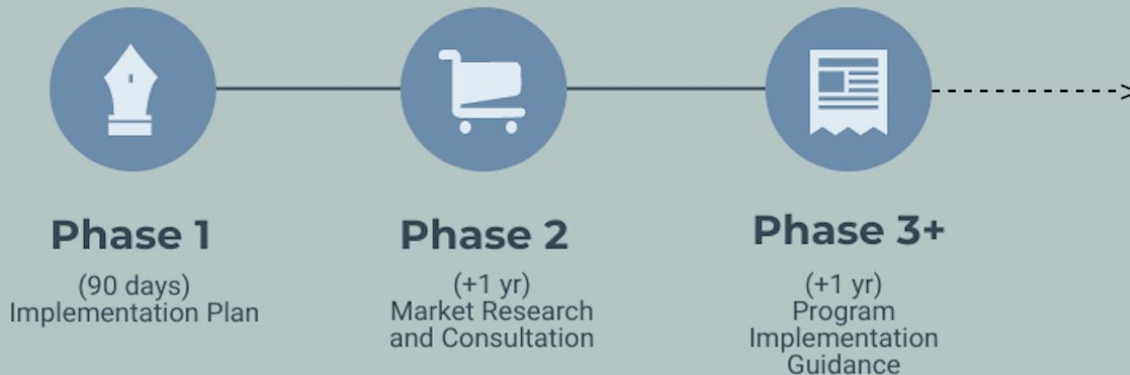 Phase 1
(90 days)
Implementation Plan
Phase 2
(+1 yr)
Market Research
and Consultation
Phase 3+
(+1 yr)
Program
Implementation
Guidance